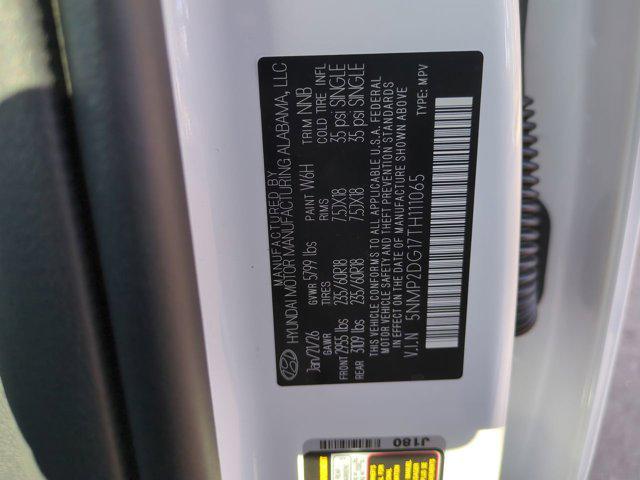 MANUFACTURED BY
HYUNDAI MOTOR MANUFACTURING ALABAMA, LLC
Jan/21/26 GVWR 5799 lbs PAINT W6H TRIM NNB
GAWR TIRES RIMS COLD TIRE INFL
FRONT 2955 lbs 235/60R18 7.5JX18 35 psi SINGLE
REAR 3109 lbs 235/60R18 7.5JX18 35 psi SINGLE
THIS VEHICLE CONFORMS TO ALL APPLICABLE U.S.A. FEDERAL
MOTOR VEHICLE SAFETY AND THEFT PREVENTION STANDARDS
IN EFFECT ON THE DATE OF MANUFACTURE SHOWN ABOVE
V.I.N 5NMP2DG17TH111065 TYPE: MPV
J180